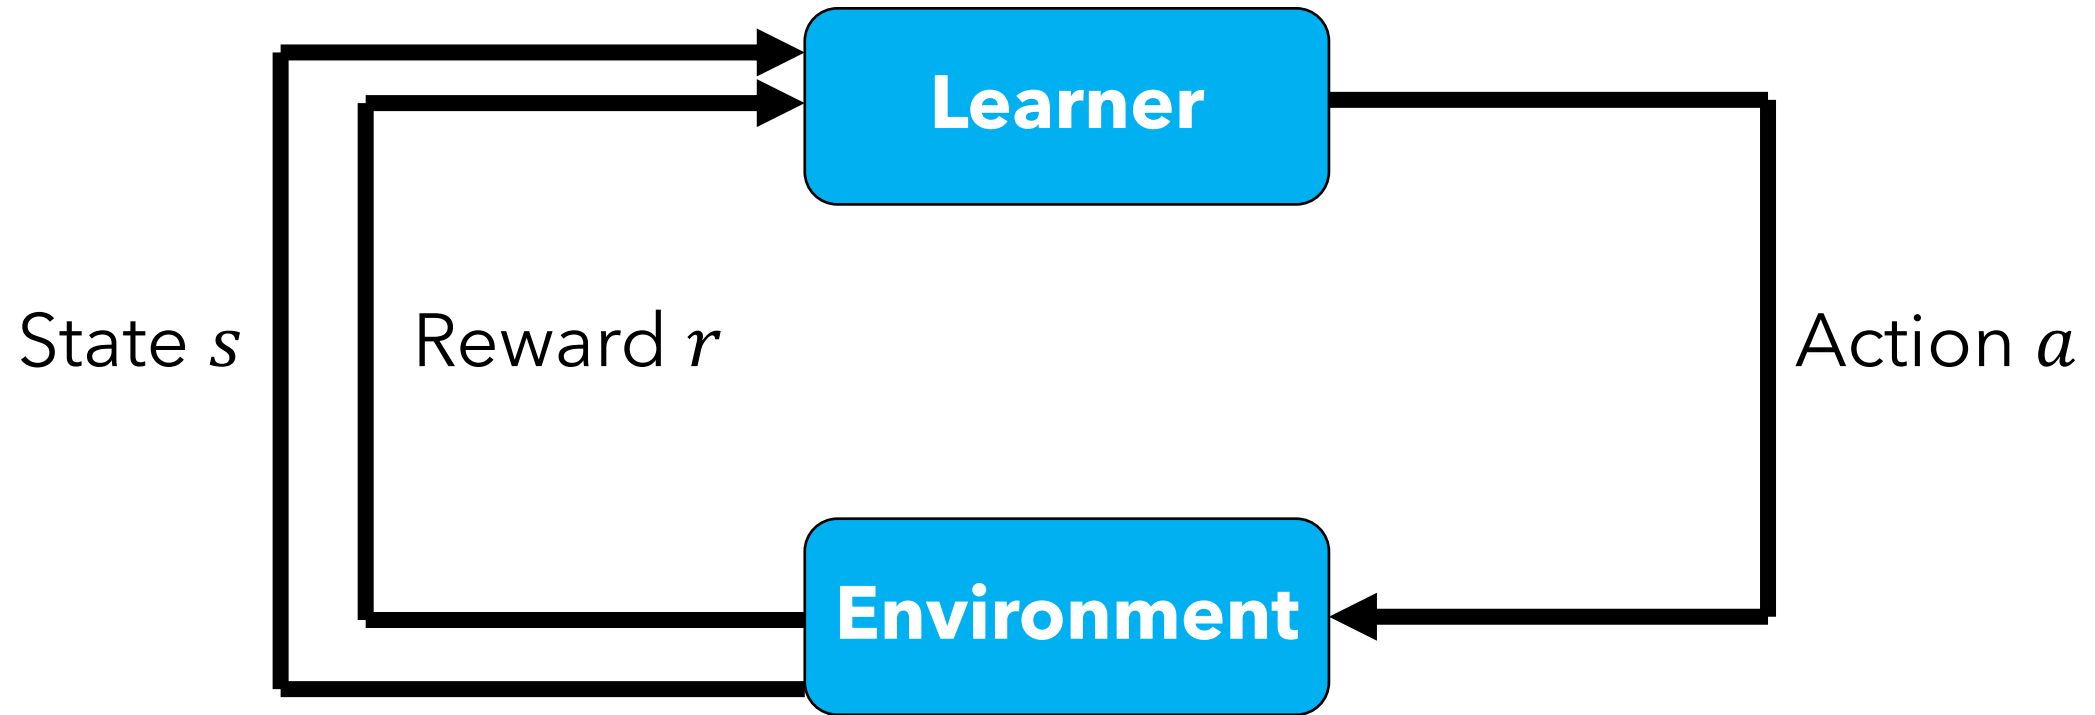 Learner
State s
Reward r
Action a
Environment